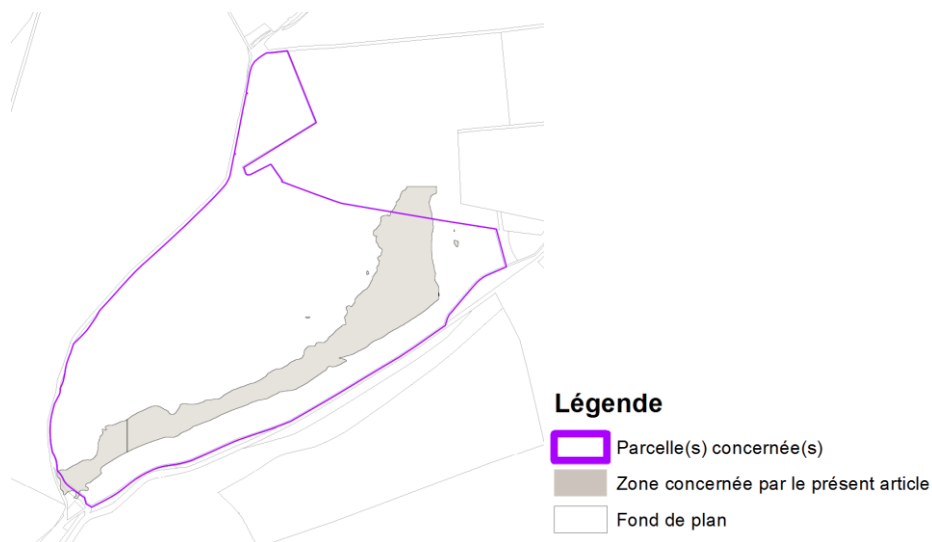 Légende
Parcelle(s) concernée(s)
Zone concernée par le présent article
Fond de plan